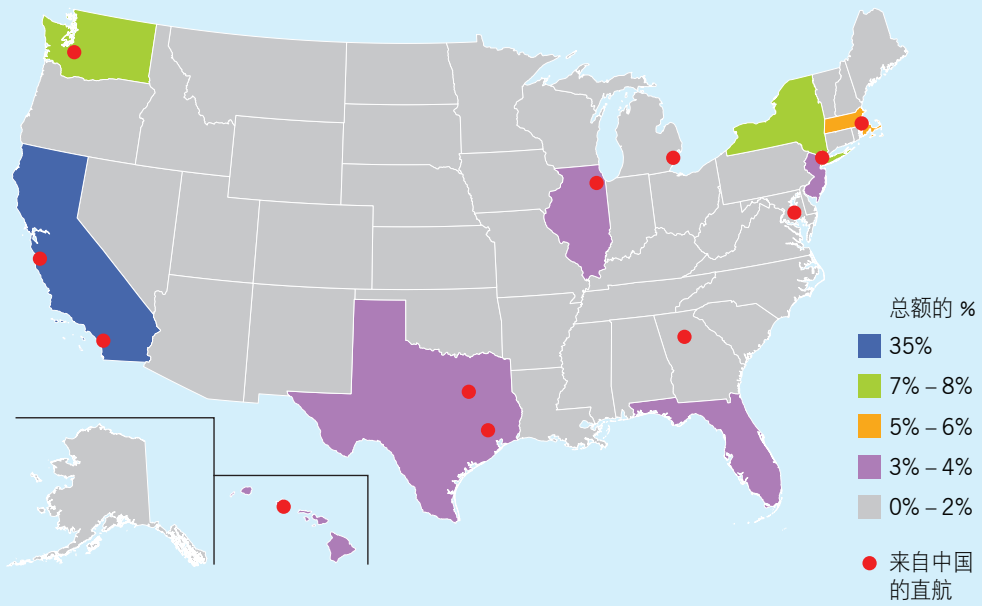 总额的 %
35%
7% – 8%
5% – 6%
3% – 4%
0% – 2%
来自中国
的直航